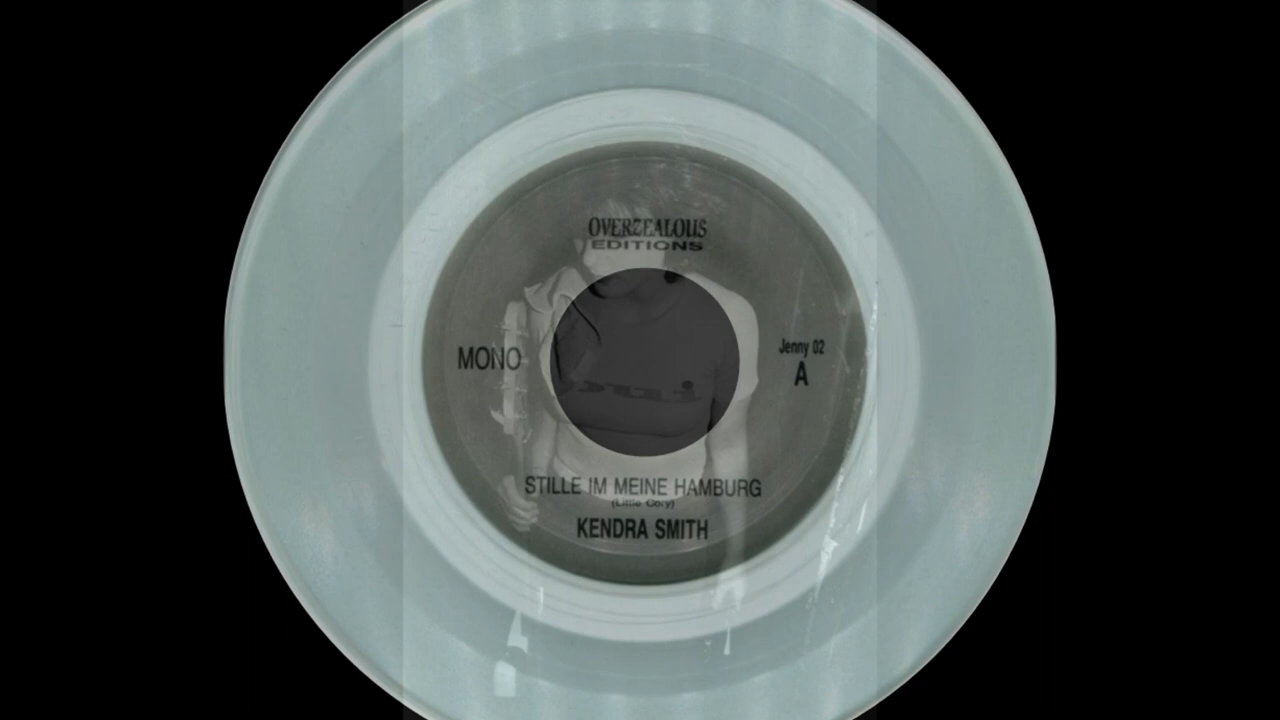 OVERZEALOUS
EDITIONS
MONO
Jenny 02
A
STILLE IM MEINE HAMBURG
(Little Cory)
KENDRA SMITH